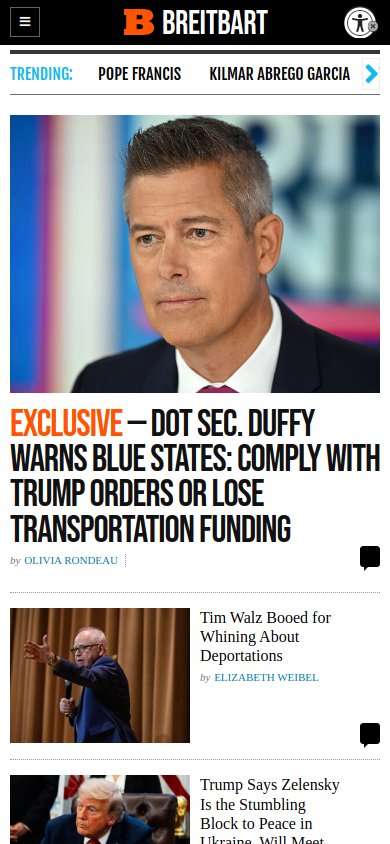 BREITBART
TRENDING:
POPE FRANCIS
KILMAR ABREGO GARCIA
EXCLUSIVE — DOT SEC. DUFFY
WARNS BLUE STATES: COMPLY WITH
TRUMP ORDERS OR LOSE
TRANSPORTATION FUNDING
by OLIVIA RONDEAU
Tim Walz Booed for
Whining About
Deportations
by ELIZABETH WEIBEL
Trump Says Zelensky
Is the Stumbling
Block to Peace in
Ukraine, Will Meet